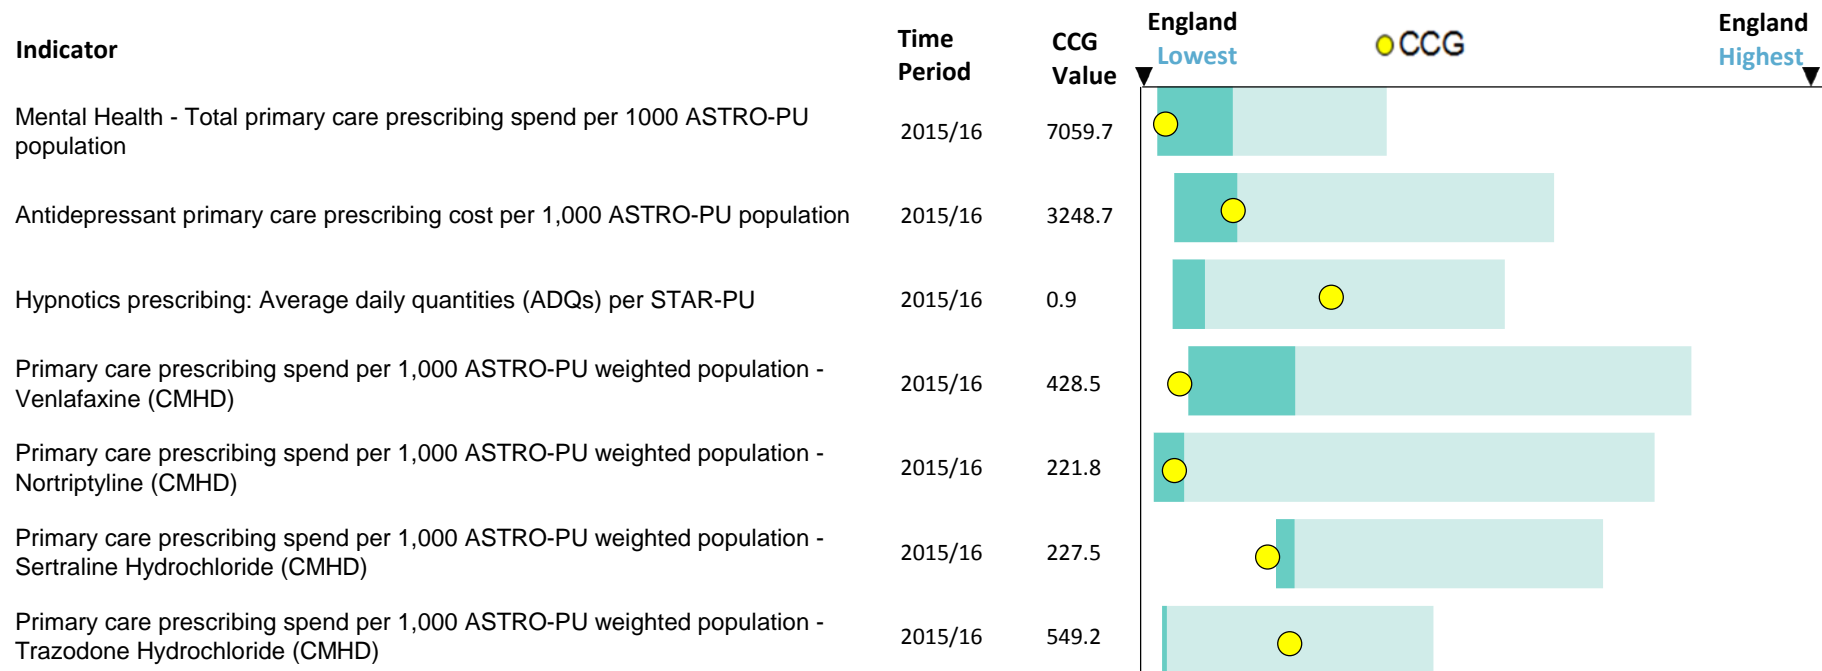 Indicator
Time
Period
CCG
Value
England
Lowest
CCG
England
Highest
Mental Health - Total primary care prescribing spend per 1000 ASTRO-PU
population
2015/16
7059.7
Antidepressant primary care prescribing cost per 1,000 ASTRO-PU population
2015/16
3248.7
Hypnotics prescribing: Average daily quantities (ADQs) per STAR-PU
2015/16
0.9
Primary care prescribing spend per 1,000 ASTRO-PU weighted population -
Venlafaxine (CMHD)
2015/16
428.5
Primary care prescribing spend per 1,000 ASTRO-PU weighted population -
Nortriptyline (CMHD)
2015/16
221.8
Primary care prescribing spend per 1,000 ASTRO-PU weighted population -
Sertraline Hydrochloride (CMHD)
2015/16
227.5
Primary care prescribing spend per 1,000 ASTRO-PU weighted population -
Trazodone Hydrochloride (CMHD)
2015/16
549.2